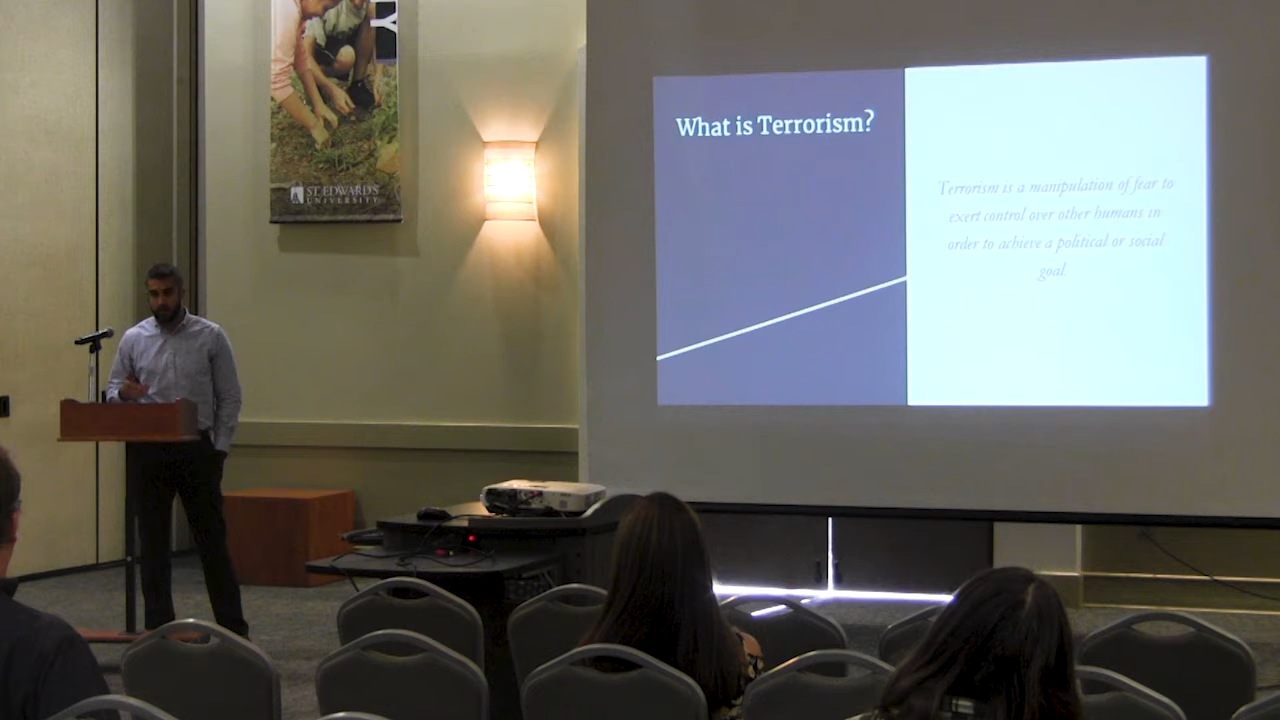 Y
ST. EDWARD'S
UNIVERSITY
What is Terrorism?
Terrorism is a manipulation of fear to
exert control over other humans in
order to achieve a political or social
goal.